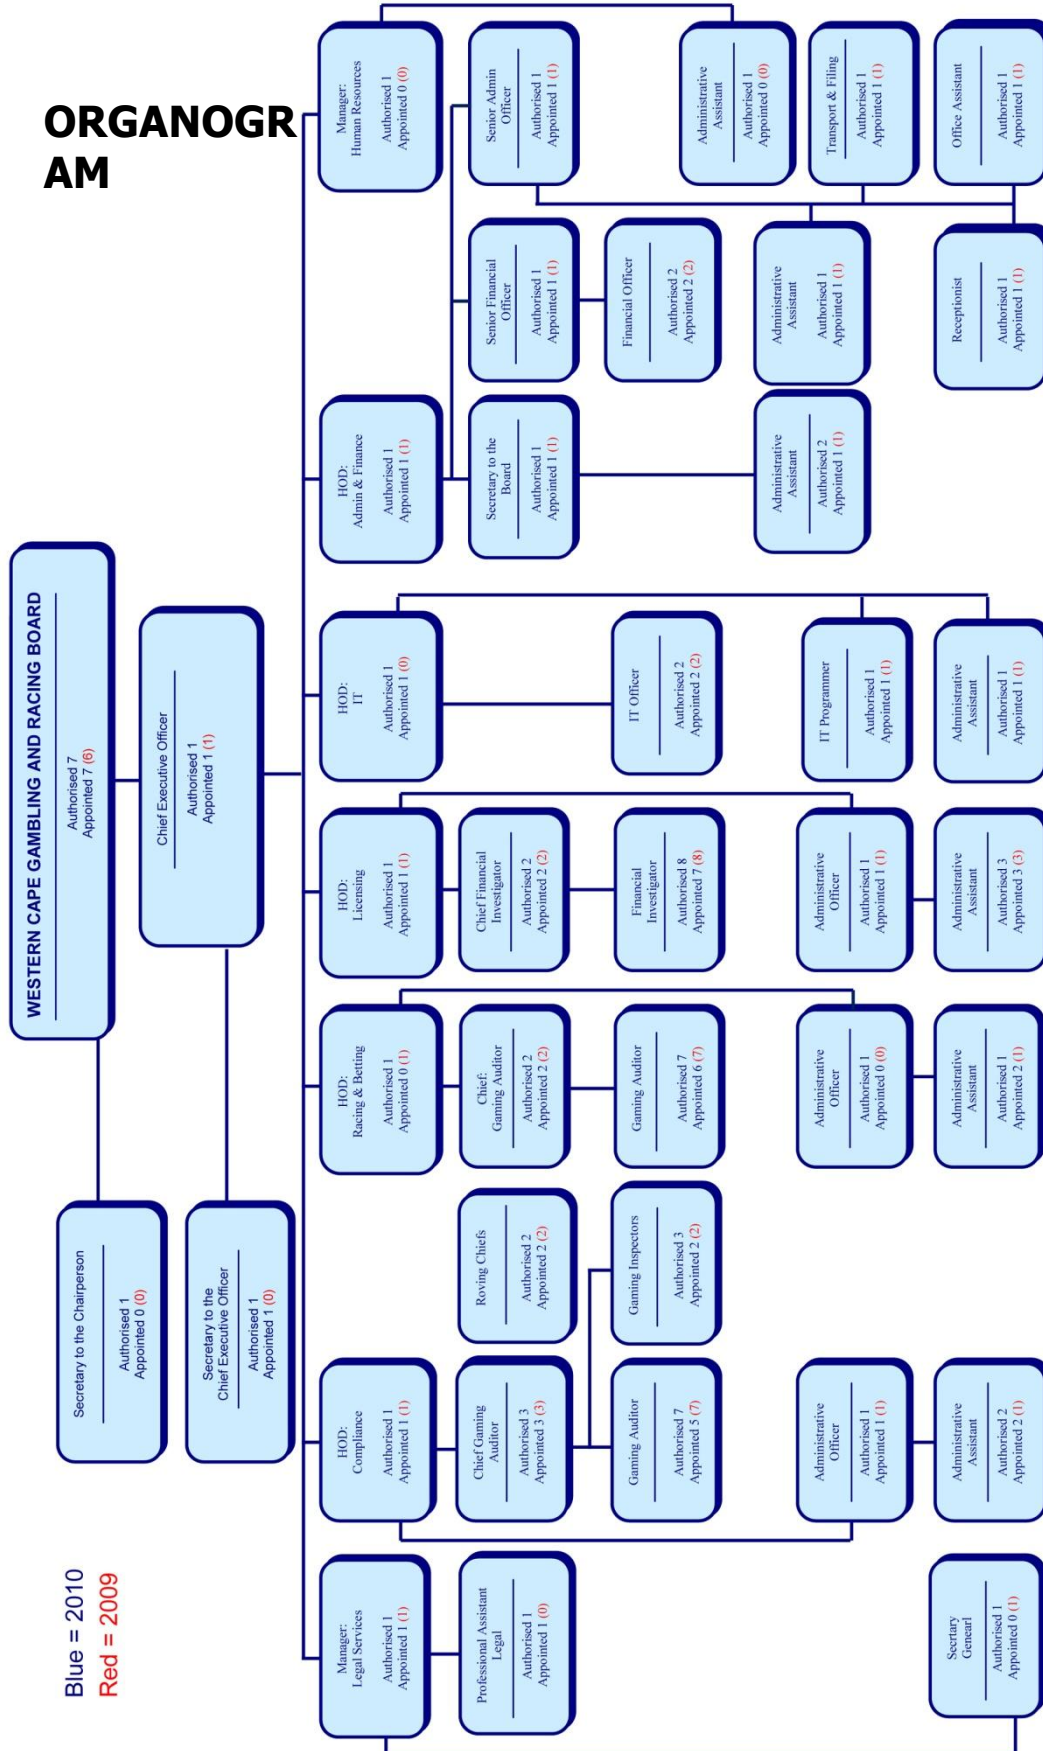 ORGANOGR
AM
Blue = 2010
Red = 2009
WESTERN CAPE GAMBLING AND RACING BOARD
Authorised 7
Appointed 7 (6)
Secretary to the Chairperson
Authorised 1
Appointed 0 (0)
Chief Executive Officer
Authorised 1
Appointed 1 (1)
Secretary to the
Chief Executive Officer
Authorised 1
Appointed 1 (0)
Manager:
Legal Services
Authorised 1
Appointed 1 (1)
Professional Assistant
Legal
Authorised 1
Appointed 1 (0)
Secrtary
Genearl
Authorised 1
Appointed 0 (1)
HOD:
Compliance
Authorised 1
Appointed 1 (1)
Chief Gaming
Auditor
Authorised 3
Appointed 3 (3)
Roving Chiefs
Authorised 2
Appointed 2 (2)
Gaming Auditor
Authorised 7
Appointed 5 (7)
Gaming Inspectors
Authorised 3
Appointed 2 (2)
Administrative
Officer
Authorised 1
Appointed 1 (1)
Administrative
Assistant
Authorised 2
Appointed 2 (1)
HOD:
Racing & Betting
Authorised 1
Appointed 0 (1)
Chief:
Gaming Auditor
Authorised 2
Appointed 2 (2)
Gaming Auditor
Authorised 7
Appointed 6 (7)
Administrative
Officer
Authorised 1
Appointed 0 (0)
Administrative
Assistant
Authorised 1
Appointed 2 (1)
HOD:
Licensing
Authorised 1
Appointed 1 (1)
Chief Financial
Investigator
Authorised 2
Appointed 2 (2)
Financial
Investigator
Authorised 8
Appointed 7 (8)
Administrative
Officer
Authorised 1
Appointed 1 (1)
Administrative
Assistant
Authorised 3
Appointed 3 (3)
HOD:
IT
Authorised 1
Appointed 1 (0)
IT Officer
Authorised 2
Appointed 2 (2)
IT Programmer
Authorised 1
Appointed 1 (1)
Administrative
Assistant
Authorised 1
Appointed 1 (1)
HOD:
Admin & Finance
Authorised 1
Appointed 1 (1)
Secretary to the
Board
Authorised 1
Appointed 1 (1)
Administrative
Assistant
Authorised 2
Appointed 1 (1)
Senior Financial
Officer
Authorised 1
Appointed 1 (1)
Financial Officer
Authorised 2
Appointed 2 (2)
Senior Admin
Officer
Authorised 1
Appointed 1 (1)
Administrative
Assistant
Authorised 1
Appointed 1 (1)
Transport & Filing
Authorised 1
Appointed 1 (1)
Receptionist
Authorised 1
Appointed 1 (1)
Office Assistant
Authorised 1
Appointed 1 (1)
Manager:
Human Resources
Authorised 1
Appointed 0 (0)
Administrative
Assistant
Authorised 1
Appointed 0 (0)